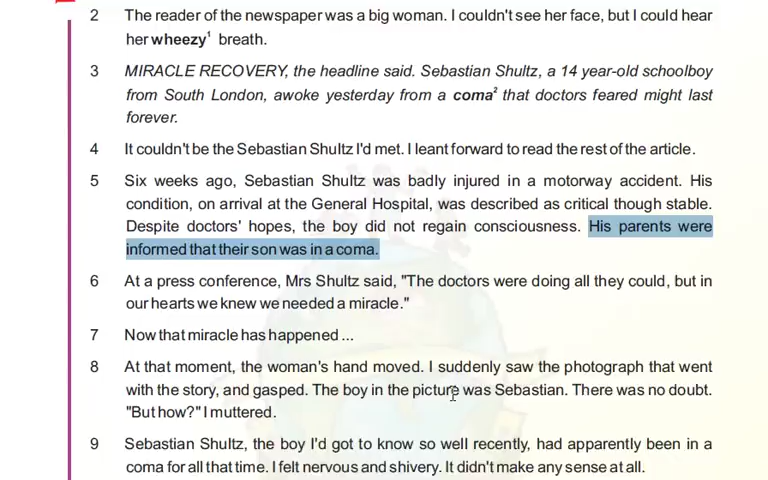 2 The reader of the newspaper was a big woman. I couldn't see her face, but I could hear
her wheezy1 breath.
3 MIRACLE RECOVERY, the headline said. Sebastian Shultz, a 14 year-old schoolboy
from South London, awoke yesterday from a coma2 that doctors feared might last
forever.
4 It couldn't be the Sebastian Shultz I'd met. I leant forward to read the rest of the article.
5 Six weeks ago, Sebastian Shultz was badly injured in a motorway accident. His
condition, on arrival at the General Hospital, was described as critical though stable.
Despite doctors' hopes, the boy did not regain consciousness. His parents were
informed that their son was in a coma.
6 At a press conference, Mrs Shultz said, "The doctors were doing all they could, but in
our hearts we knew we needed a miracle."
7 Now that miracle has happened ...
8 At that moment, the woman's hand moved. I suddenly saw the photograph that went
with the story, and gasped. The boy in the picture was Sebastian. There was no doubt.
"But how?" I muttered.
9 Sebastian Shultz, the boy I'd got to know so well recently, had apparently been in a
coma for all that time. I felt nervous and shivery. It didn't make any sense at all.